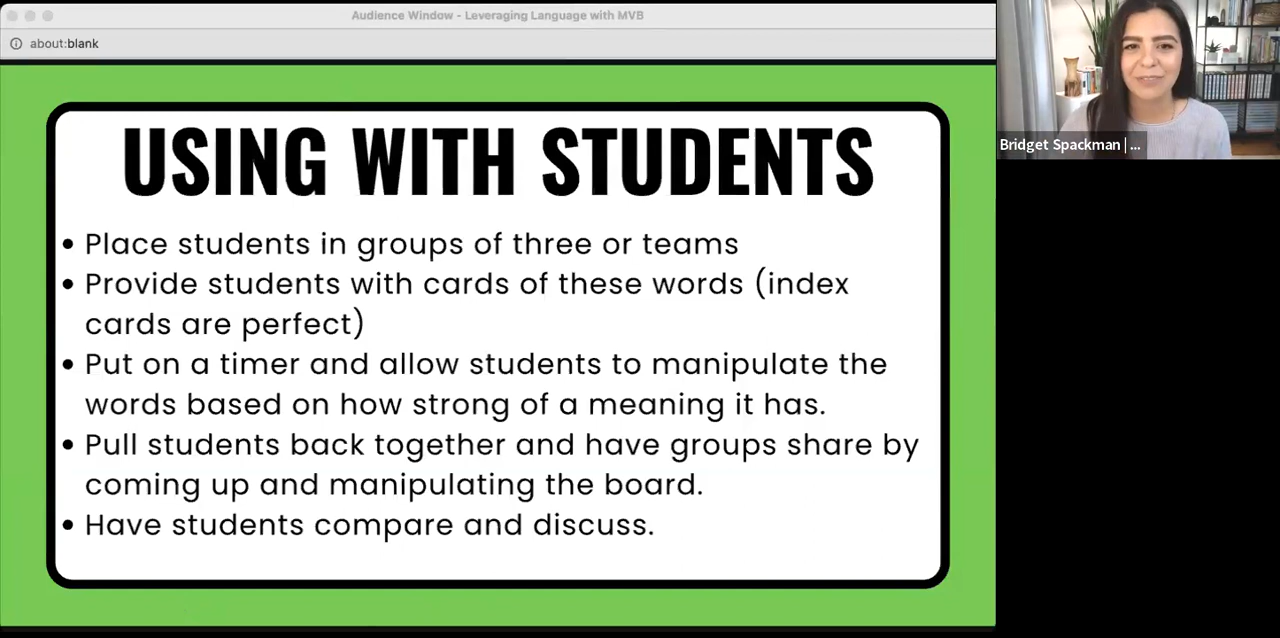 Audience Window - Leveraging Language with MVB
about:blank
Bridget Spackman | ...
USING WITH STUDENTS
• Place students in groups of three or teams
• Provide students with cards of these words (index
cards are perfect)
• Put on a timer and allow students to manipulate the
words based on how strong of a meaning it has.
• Pull students back together and have groups share by
coming up and manipulating the board.
• Have students compare and discuss.